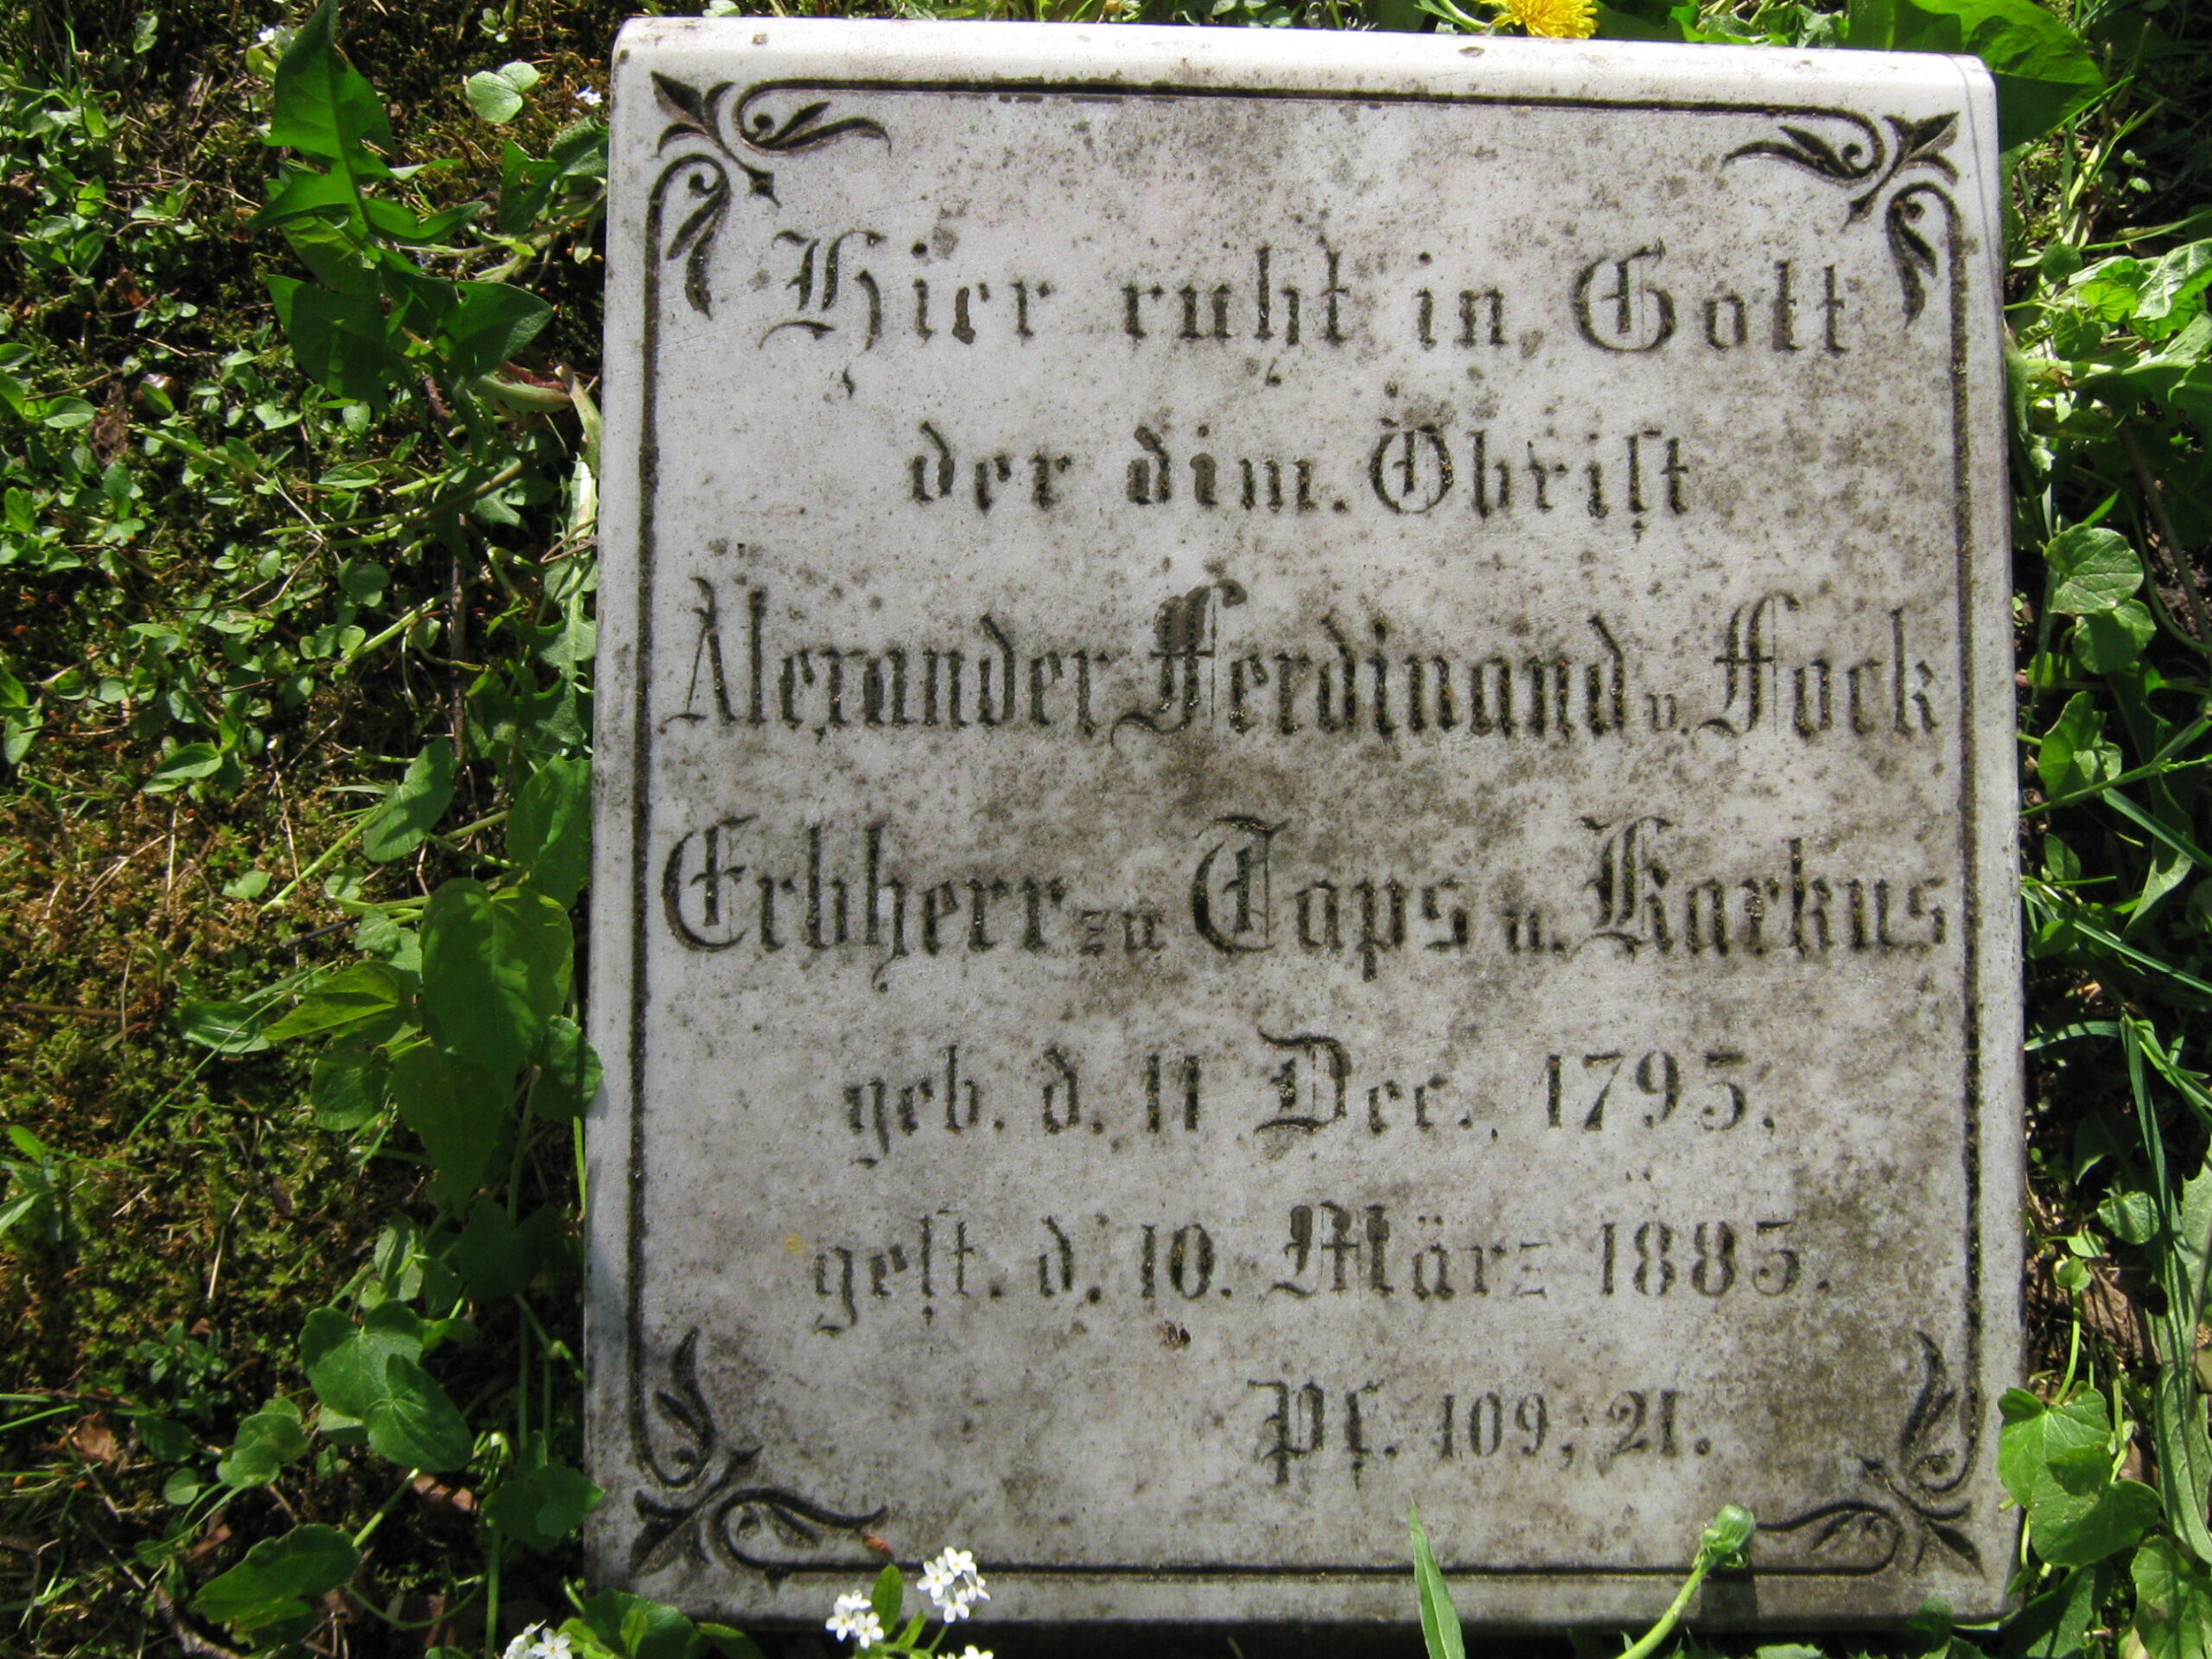 Hier ruht in Gott
der dim. Obrist
Alexander Ferdinand v. Fock
Erbherr zu Taps u. Karkus
geb. d. 11 Dec. 1795.
gest. d. 10. März 1885.
Ps. 109, 21.